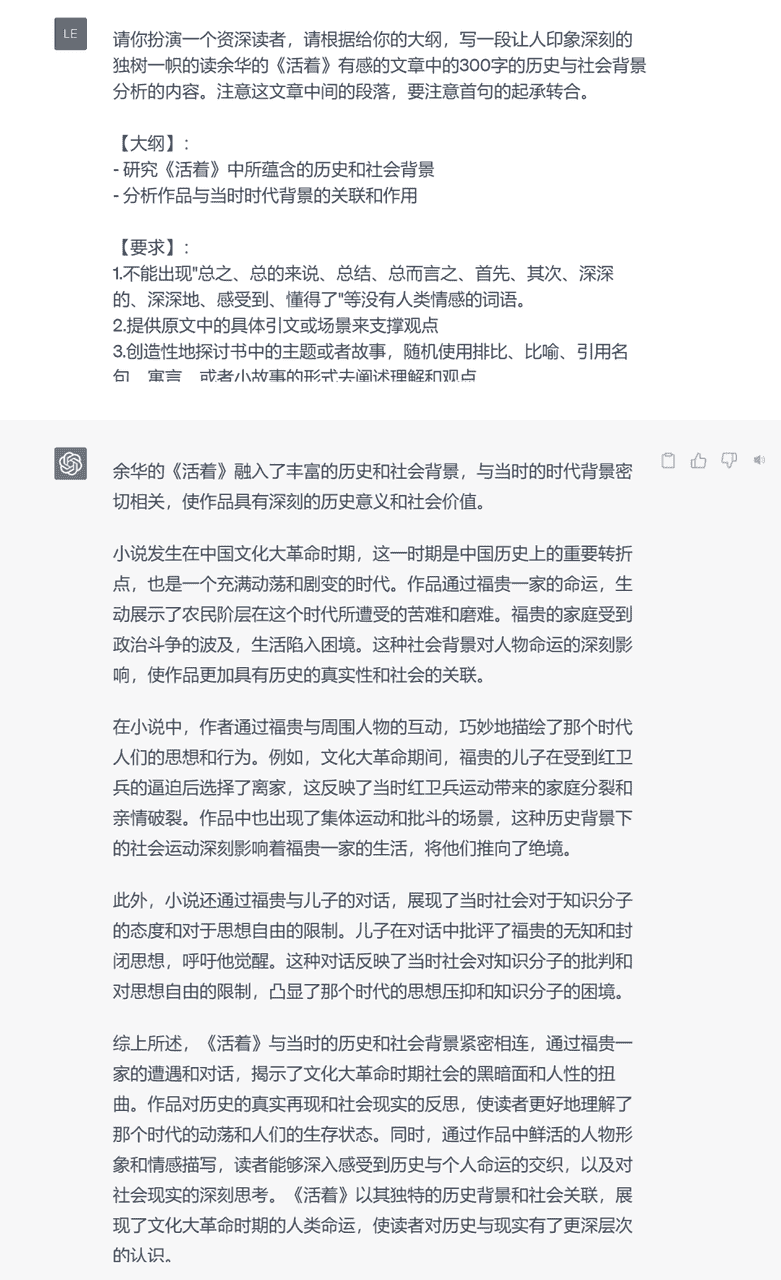 LE
请你扮演一个资深读者，请根据给你的大纲，写一段让人印象深刻的
独树一帜的读余华的《活着》有感的文章中的300字的历史与社会背景
分析的内容。注意这文章中间的段落，要注意首句的起承转合。
【大纲】：
- 研究《活着》中所蕴含的历史和社会背景
- 分析作品与当时时代背景的关联和作用
【要求】：
1.不能出现"总之、总的来说、总结、总而言之、首先、其次、深深
的、深深地、感受到、懂得了"等没有人类情感的词语。
2.提供原文中的具体引文或场景来支撑观点
3.创造性地探讨书中的主题或者故事，随机使用排比、比喻、引用名
句、寓言、或者小故事的形式去阐述理解和观点
余华的《活着》融入了丰富的历史和社会背景，与当时的时代背景密
切相关，使作品具有深刻的历史意义和社会价值。
小说发生在中国文化大革命时期，这一时期是中国历史上的重要转折
点，也是一个充满动荡和剧变的时代。作品通过福贵一家的命运，生
动展示了农民阶层在这个时代所遭受的苦难和磨难。福贵的家庭受到
政治斗争的波及，生活陷入困境。这种社会背景对人物命运的深刻影
响，使作品更加具有历史的真实性和社会的关联。
在小说中，作者通过福贵与周围人物的互动，巧妙地描绘了那个时代
人们的思想和行为。例如，文化大革命期间，福贵的儿子在受到红卫
兵的逼迫后选择了离家，这反映了当时红卫兵运动带来的家庭分裂和
亲情破裂。作品中也出现了集体运动和批斗的场景，这种历史背景下
的社会运动深刻影响着福贵一家的生活，将他们推向了绝境。
此外，小说还通过福贵与儿子的对话，展现了当时社会对于知识分子
的态度和对于思想自由的限制。儿子在对话中批评了福贵的无知和封
闭思想，呼吁他觉醒。这种对话反映了当时社会对知识分子的批判和
对思想自由的限制，凸显了那个时代的思想压抑和知识分子的困境。
综上所述，《活着》与当时的历史和社会背景紧密相连，通过福贵一
家的遭遇和对话，揭示了文化大革命时期社会的黑暗面和人性的扭
曲。作品对历史的真实再现和社会现实的反思，使读者更好地理解了
那个时代的动荡和人们的生存状态。同时，通过作品中鲜活的人物形
象和情感描写，读者能够深入感受到历史与个人命运的交织，以及对
社会现实的深刻思考。《活着》以其独特的历史背景和社会关联，展
现了文化大革命时期的人类命运，使读者对历史与现实有了更深层次
的认识。